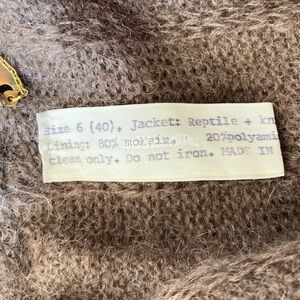 Size 6 (40), Jacket: Reptile + kn
Lining: 80% mohair, 20%polyami
clean only. Do not iron. MADE IN